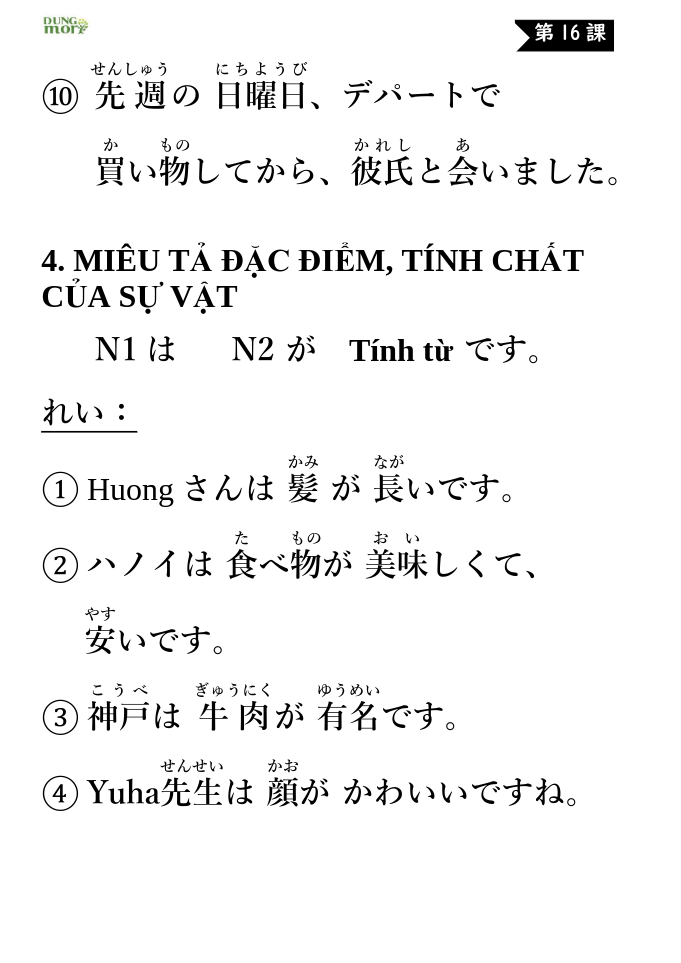 DUNG
mori
第16課
せんしゅう にちようび
⑩ 先週の 日曜日、デパートで
か もの かれし あ
買い物してから、彼氏と会いました。
4. MIÊU TẢ ĐẶC ĐIỂM, TÍNH CHẤT
CỦA SỰ VẬT
N1 は N2 が Tính từ です。
れい：
かみ なが
① Huong さんは 髪 が 長いです。
た もの おい
② ハノイは 食べ物が 美味しくて、
やす
安いです。
こうべ ぎゅうにく ゆうめい
③ 神戸は 牛肉が 有名です。
せんせい かお
④ Yuha先生は 顔が かわいいですね。